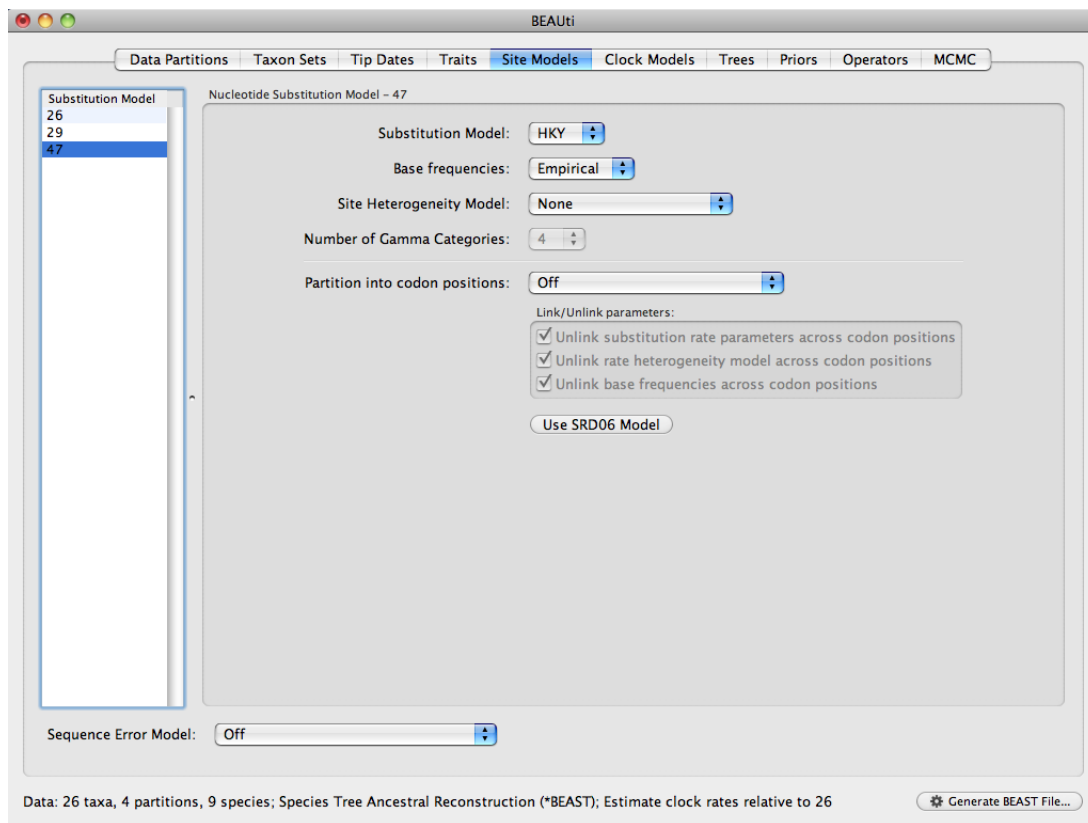 BEAUti
Data Partitions Taxon Sets Tip Dates Traits Site Models Clock Models Trees Priors Operators MCMC
Substitution Model
26
29
47
Nucleotide Substitution Model – 47
Substitution Model: HKY
Base frequencies: Empirical
Site Heterogeneity Model: None
Number of Gamma Categories: 4
Partition into codon positions: Off
Link/Unlink parameters:
Unlink substitution rate parameters across codon positions
Unlink rate heterogeneity model across codon positions
Unlink base frequencies across codon positions
Use SRD06 Model
Sequence Error Model: Off
Data: 26 taxa, 4 partitions, 9 species; Species Tree Ancestral Reconstruction (*BEAST); Estimate clock rates relative to 26
Generate BEAST File...